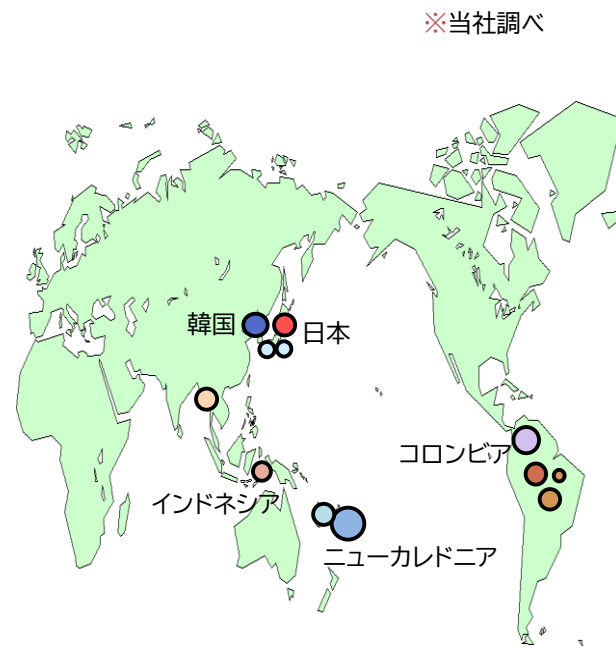 ※当社調べ
韓国
日本
コロンビア
インドネシア
ニューカレドニア